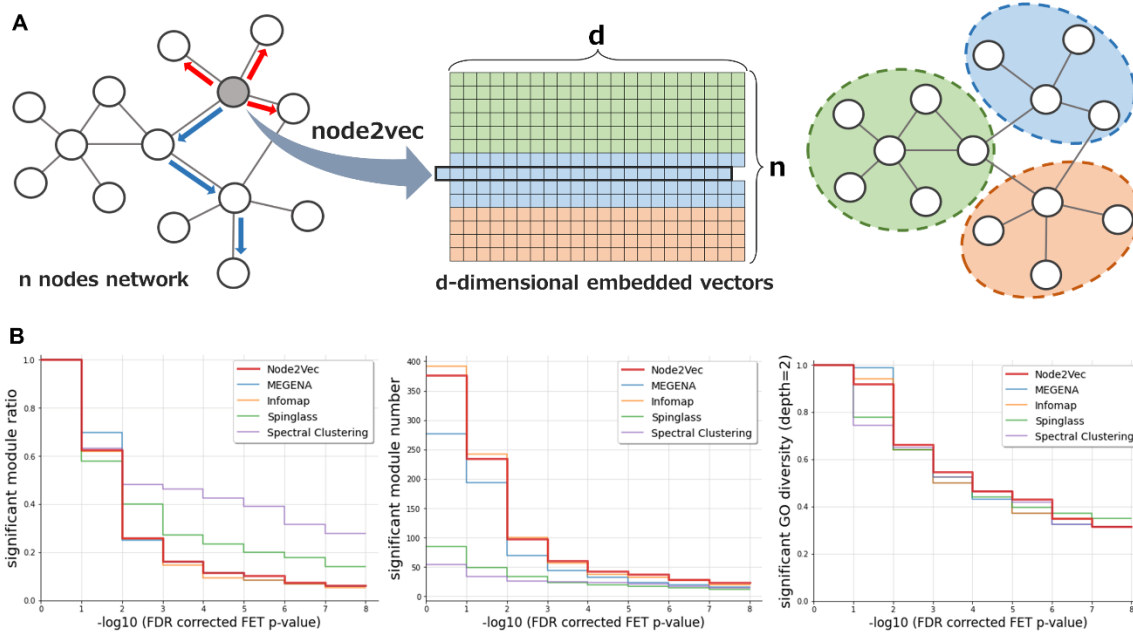 A
d
node2vec
n
n nodes network
d-dimensional embedded vectors
B
significant module ratio
1.0
0.8
0.6
0.4
0.2
0.0
0 1 2 3 4 5 6 7 8
-log10 (FDR corrected FET p-value)
Node2Vec
MEGENA
Infomap
Spinglass
Spectral Clustering
significant module number
400
350
300
250
200
150
100
50
0
0 1 2 3 4 5 6 7 8
-log10 (FDR corrected FET p-value)
Node2Vec
MEGENA
Infomap
Spinglass
Spectral Clustering
significant GO diversity (depth=2)
1.0
0.8
0.6
0.4
0.2
0.0
0 1 2 3 4 5 6 7 8
-log10 (FDR corrected FET p-value)
Node2Vec
MEGENA
Infomap
Spinglass
Spectral Clustering